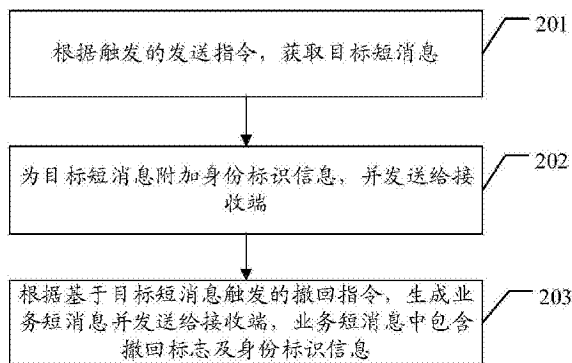 根据触发的发送指令，获取目标短消息
201
为目标短消息附加身份标识信息，并发送给接
收端
202
根据基于目标短消息触发的撤回指令，生成业
务短消息并发送给接收端，业务短消息中包含
撤回标志及身份标识信息
203